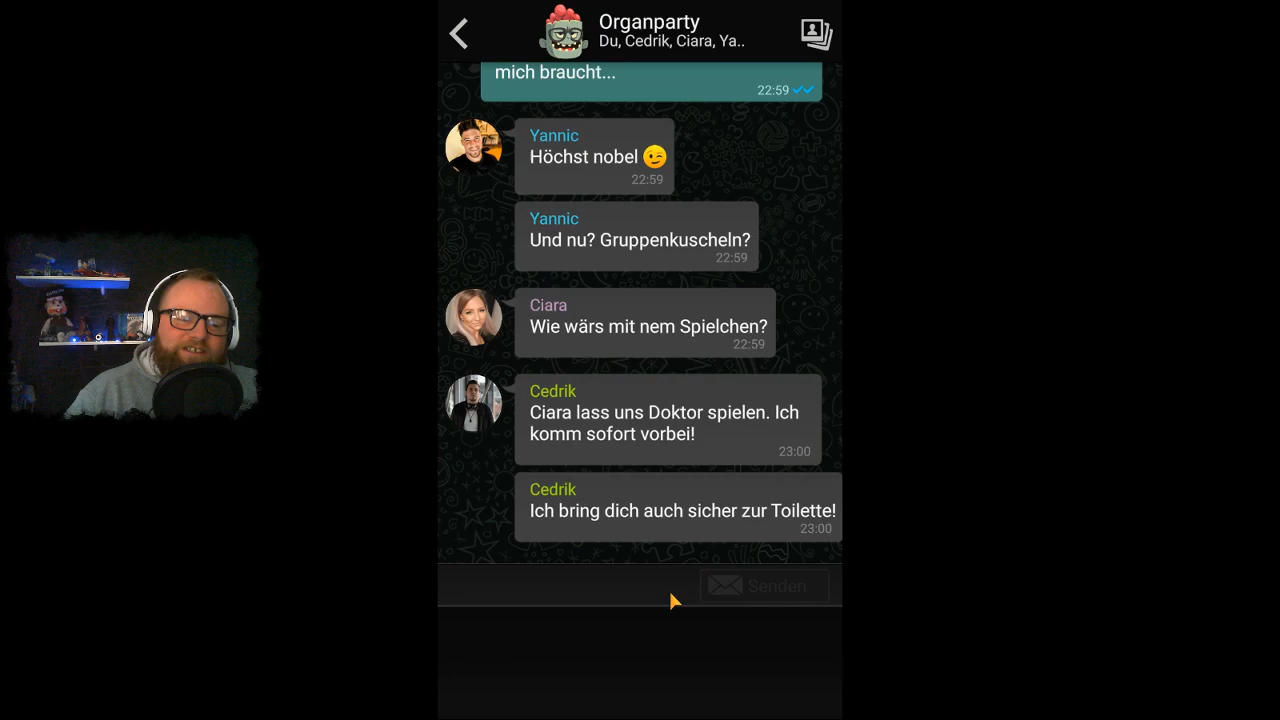 Organparty
Du, Cedrik, Ciara, Ya..
mich braucht...
22:59
Yannic
Höchst nobel 😉
22:59
Yannic
Und nu? Gruppenkuscheln?
22:59
Ciara
Wie wärs mit nem Spielchen?
22:59
Cedrik
Ciara lass uns Doktor spielen. Ich
komm sofort vorbei!
23:00
Cedrik
Ich bring dich auch sicher zur Toilette!
23:00
Senden